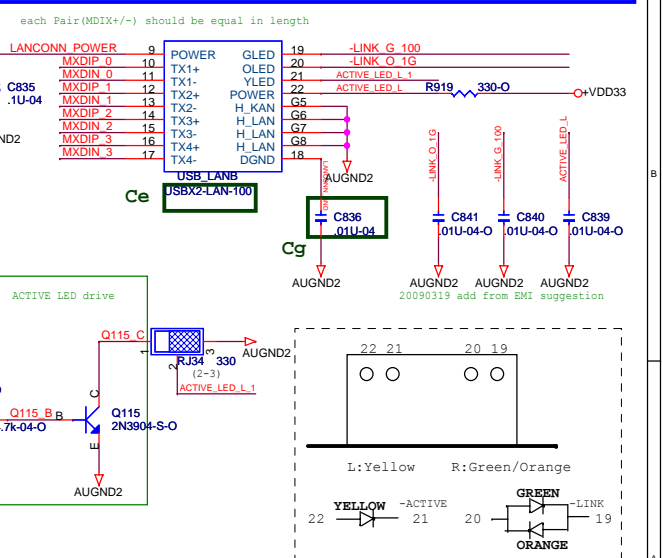 each Pair(MDIX+/-) should be equal in length
LANCONN_POWER 9 POWER GLED 19 -LINK_G_100
MXDIP_0 10 TX1+ OLED 20 -LINK_O_1G
MXDIN_0 11 TX1- YLED 21 ACTIVE_LED_L_1
MXDIP_1 12 TX2+ POWER 22 ACTIVE_LED_L R919 330-O +VDD33
MXDIN_1 13 TX2- H_KAN G5
MXDIP_2 14 TX3+ H_LAN G6
MXDIN_2 15 TX3- H_LAN G7
MXDIP_3 16 TX4+ H_LAN G8
MXDIN_3 17 TX4- DGND 18
C835
.1U-04
ND2
USB_LANB
USBX2-LAN-100
Ce
AUGND2
C836
.01U-04
Cg
AUGND2
-LINK_O_1G
-LINK_G_100
ACTIVE_LED_L
C841 C840 C839
.01U-04-O .01U-04-O .01U-04-O
AUGND2 AUGND2 AUGND2
20090319 add from EMI suggestion
B
ACTIVE LED drive
Q115_C 1 3 AUGND2
2 RJ34 330
(2-3)
ACTIVE_LED_L_1
C
Q115_B B Q115
.7k-04-O 2N3904-S-O
E
AUGND2
22 21 20 19
L:Yellow R:Green/Orange
YELLOW -ACTIVE
22 21
GREEN -LINK
20 19
ORANGE